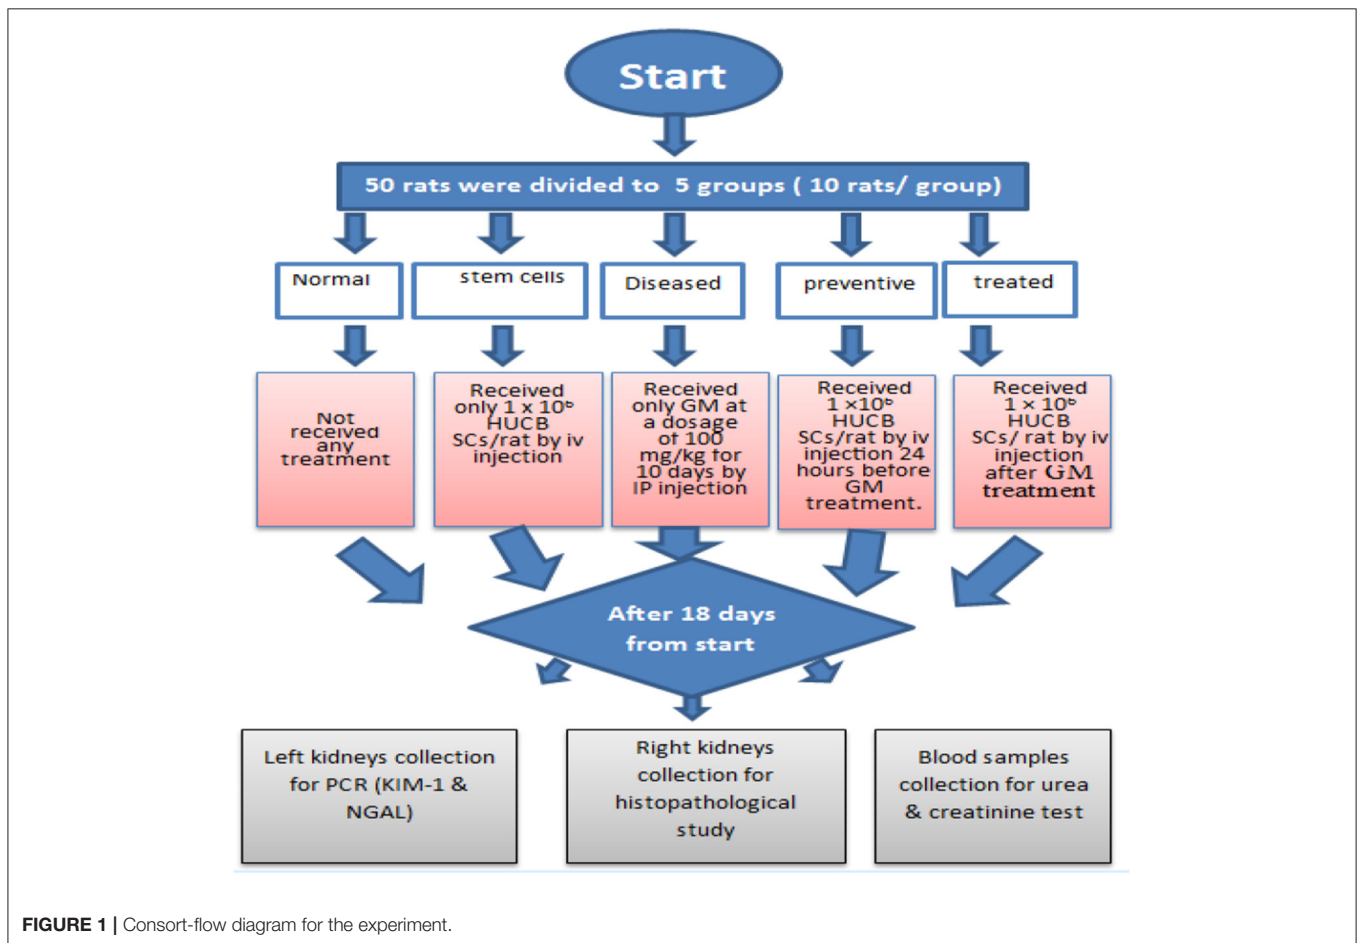 Start
50 rats were divided to 5 groups ( 10 rats/ group)
Normal
stem cells
Diseased
preventive
treated
Not
received
any
treatment
Received
only 1 x 10⁶
HUCB
SCs/rat by iv
injection
Received
only GM at
a dosage
of 100
mg/kg for
10 days by
IP injection
Received
1 ×10⁶
HUCB
SCs/rat by iv
injection 24
hours before
GM
treatment.
Received
1 × 10⁶
HUCB
SCs/ rat by iv
injection
after GM
treatment
After 18 days
from start
Left kidneys collection
for PCR (KIM-1 &
NGAL)
Right kidneys
collection for
histopathological
study
Blood samples
collection for urea
& creatinine test
FIGURE 1 | Consort-flow diagram for the experiment.